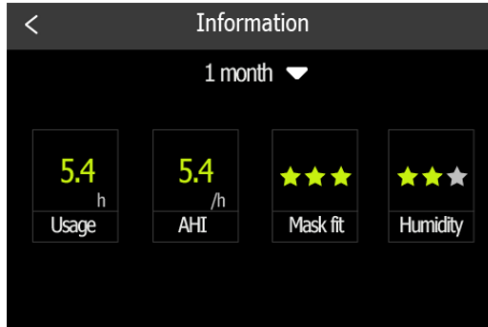 Information
1 month
5.4
h
Usage
5.4
/h
AHI
Mask fit
Humidity